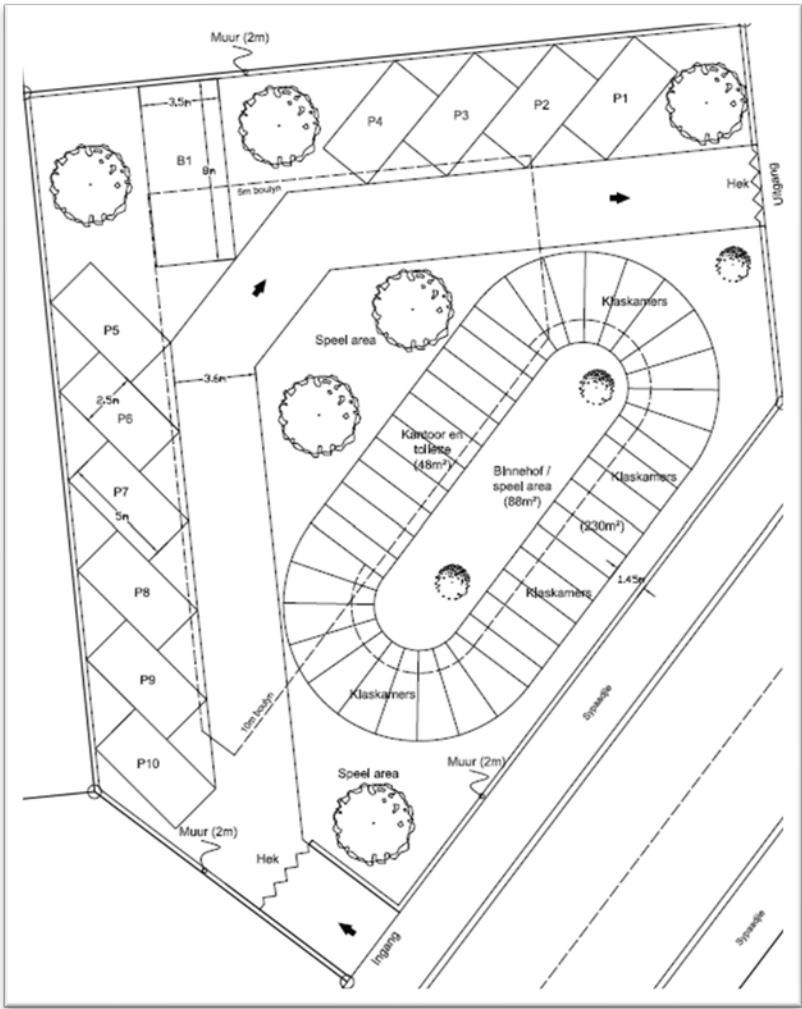 Muur (2m)
3.5m
B1
8m
P4
P3
P2
P1
Hek
Uitgang
5m boulyn
P5
Speel area
Klaskamers
3.6m
2.5m
P6
Kantoor en
toilette
(48m²)
Binnehof /
speel area
(88m²)
Klaskamers
P7
5m
(230m²)
P8
Klaskamers
1.45m
P9
Klaskamers
10m boulyn
Sypaadjie
P10
Speel area
Muur (2m)
Muur (2m)
Hek
Ingang
Sypaadjie